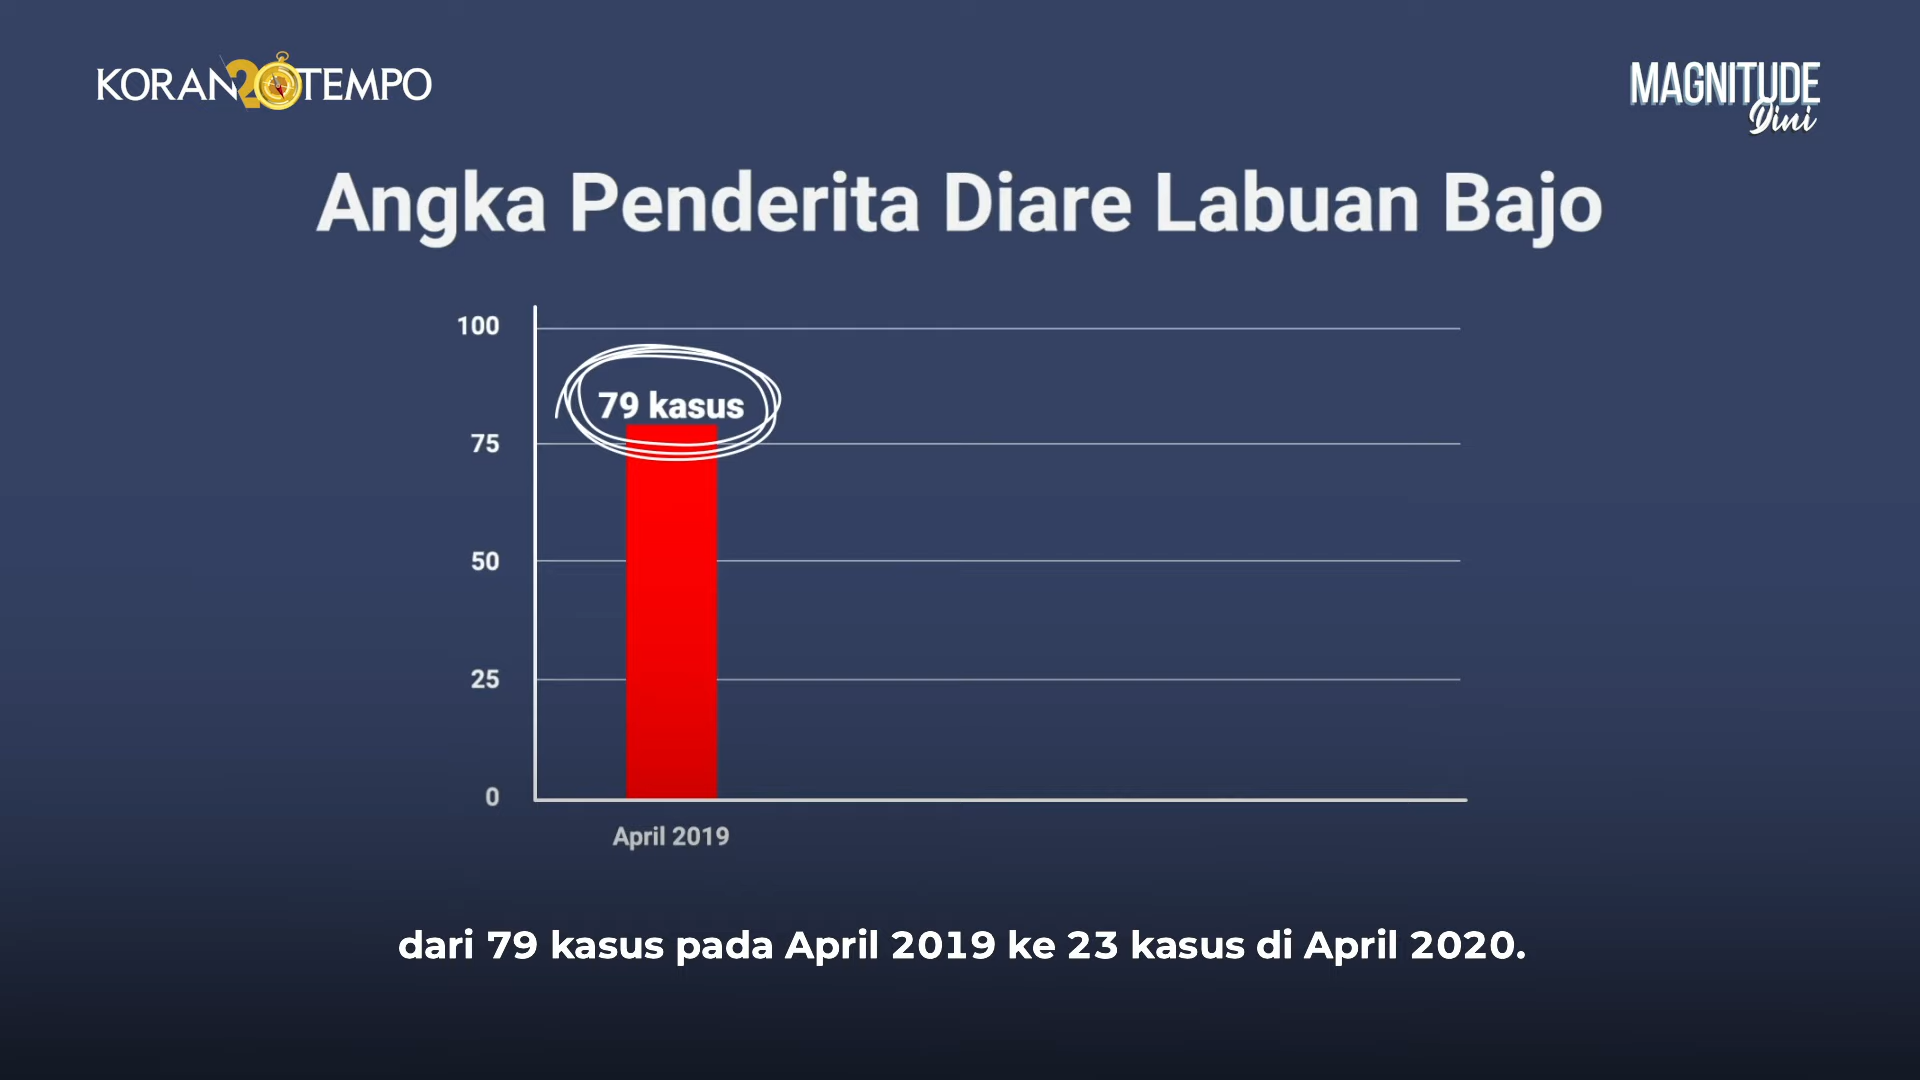 KORAN 20 TEMPO
MAGNITUDE
Dini
Angka Penderita Diare Labuan Bajo
100
79 kasus
75
50
25
0
April 2019
dari 79 kasus pada April 2019 ke 23 kasus di April 2020.